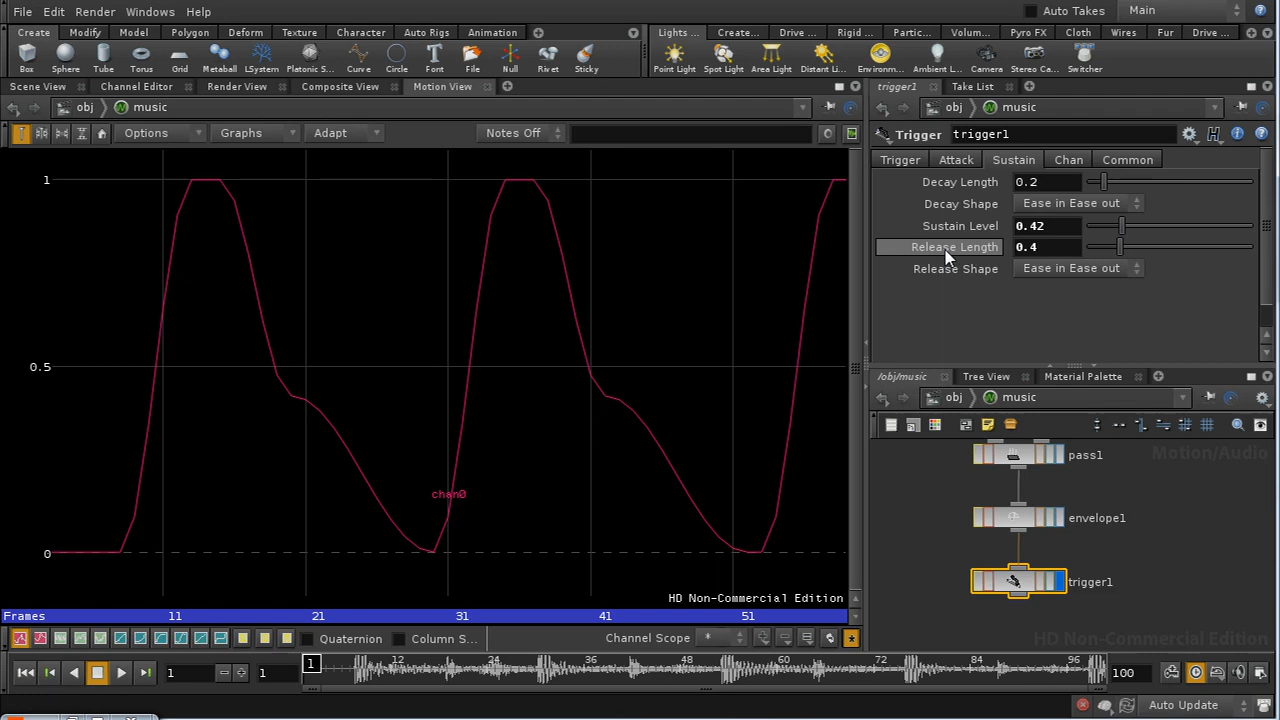 File Edit Render Windows Help Auto Takes Main
Create Modify Model Polygon Deform Texture Character Auto Rigs Animation Lights ... Create... Drive ... Rigid ... Partic... Volum... Pyro FX Cloth Wires Fur Drive ...
Box Sphere Tube Torus Grid Metaball LSystem Platonic S... Curve Circle Font File Null Rivet Sticky Point Light Spot Light Area Light Distant Li... Environm... Ambient L... Camera Stereo Ca... Switcher
Scene View Channel Editor Render View Composite View Motion View trigger1 Take List
obj music obj music
Options Graphs Adapt Notes Off Trigger trigger1
Trigger Attack Sustain Chan Common
Decay Length 0.2
Decay Shape Ease in Ease out
Sustain Level 0.42
Release Length 0.4
Release Shape Ease in Ease out
1
0.5
0
chan0
HD Non-Commercial Edition
/obj/music Tree View Material Palette
obj music
Motion/Audio
pass1
envelope1
trigger1
HD Non-Commercial Edition
Frames 11 21 31 41 51
Quaternion Column S... Channel Scope *
1 1 1 12 24 36 48 60 72 84 96 100
Auto Update